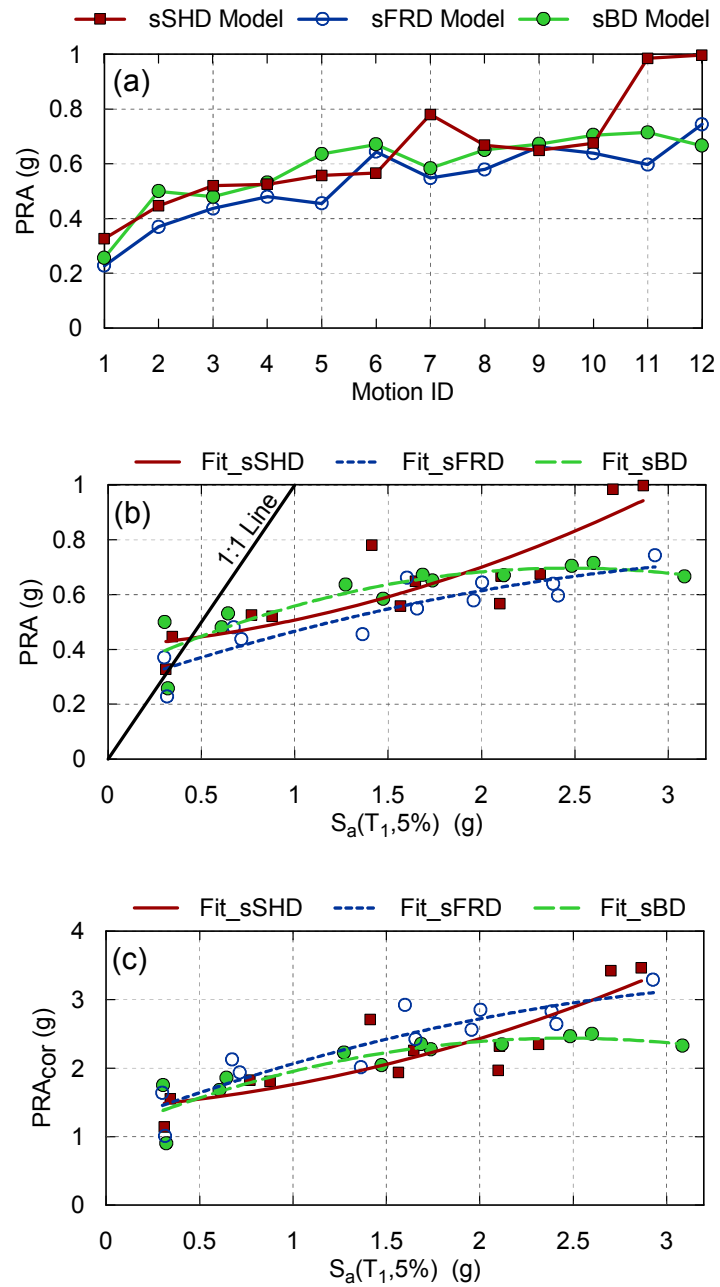 sSHD Model sFRD Model sBD Model
(a)
PRA (g)
1
0.8
0.6
0.4
0.2
0
1 2 3 4 5 6 7 8 9 10 11 12
Motion ID
Fit_sSHD Fit_sFRD Fit_sBD
(b)
1:1 Line
PRA (g)
1
0.8
0.6
0.4
0.2
0
0 0.5 1 1.5 2 2.5 3
Sa(T1,5%) (g)
Fit_sSHD Fit_sFRD Fit_sBD
(c)
PRAcor (g)
4
3
2
1
0
0 0.5 1 1.5 2 2.5 3
Sa(T1,5%) (g)